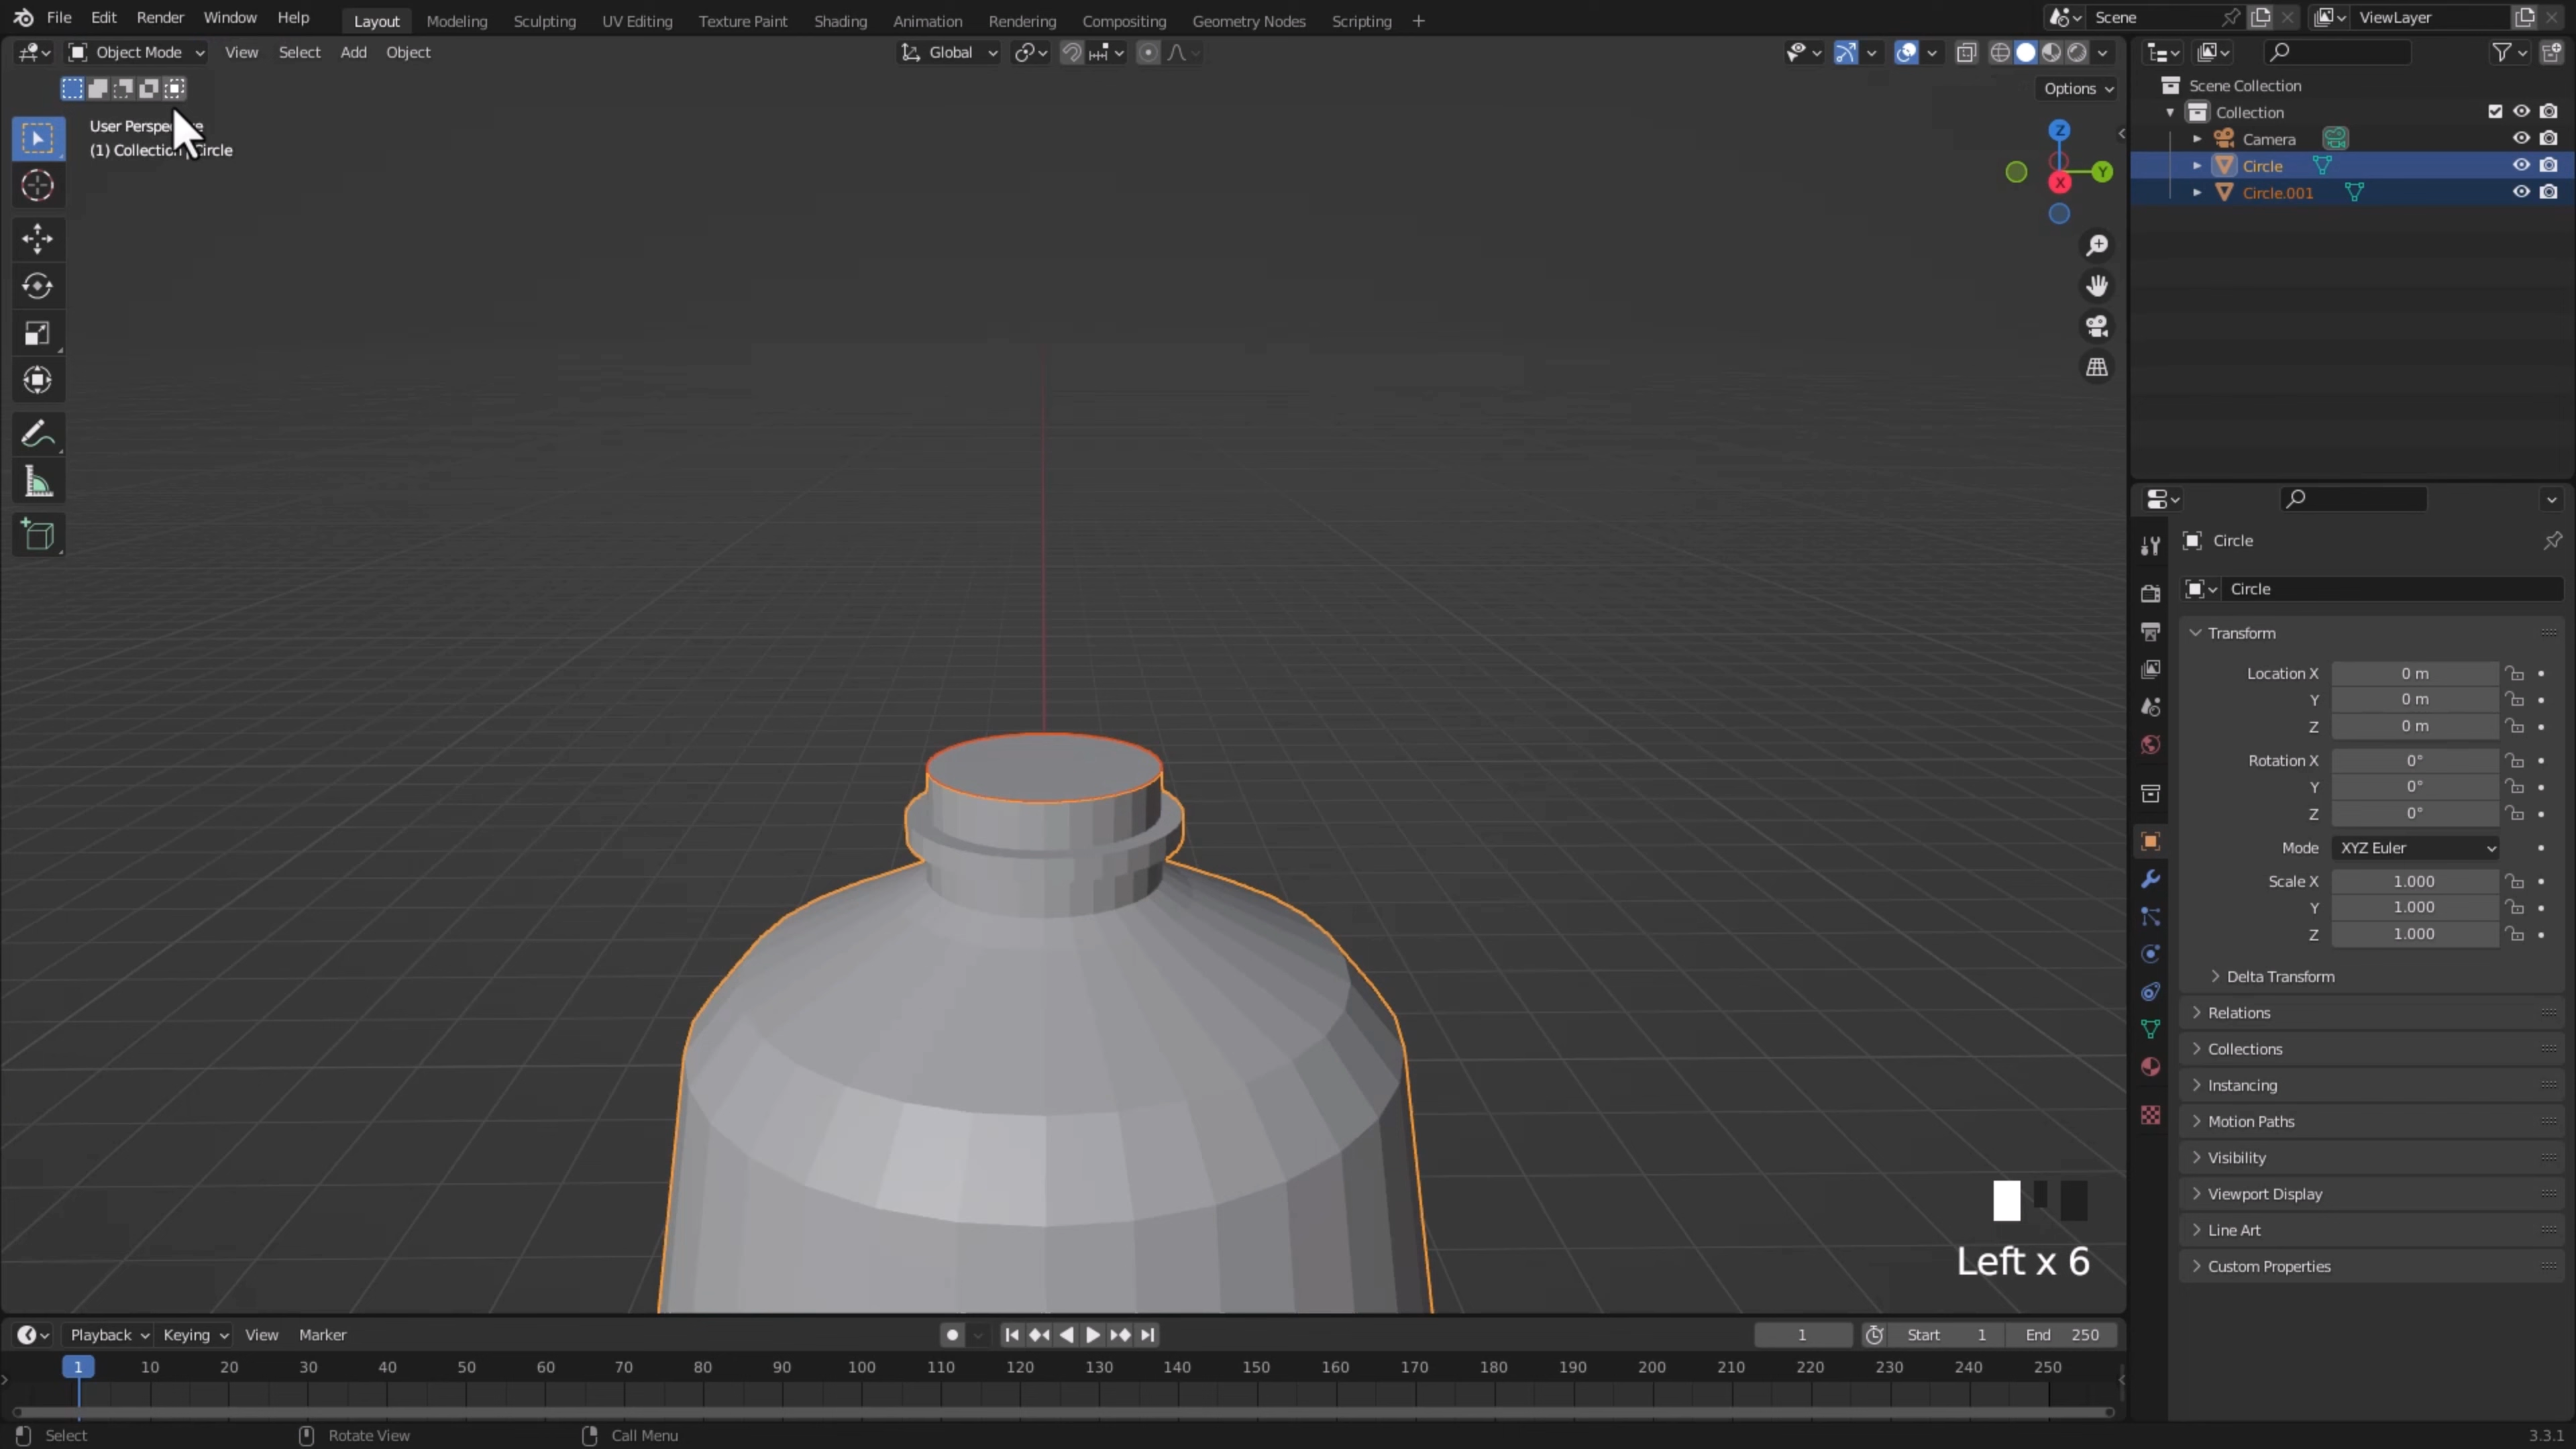 File Edit Render Window Help
Layout Modeling Sculpting UV Editing Texture Paint Shading Animation Rendering Compositing Geometry Nodes Scripting +
Scene
ViewLayer
Object Mode View Select Add Object
Global
Options
User Perspe
(1) Collection Circle
Z
Y
X
Scene Collection
Collection
Camera
Circle
Circle.001
Circle
Circle
Transform
Location X 0 m
Y 0 m
Z 0 m
Rotation X 0°
Y 0°
Z 0°
Mode XYZ Euler
Scale X 1.000
Y 1.000
Z 1.000
Delta Transform
Relations
Collections
Instancing
Motion Paths
Visibility
Viewport Display
Line Art
Custom Properties
Left x 6
Playback Keying View Marker
1 Start 1 End 250
1 10 20 30 40 50 60 70 80 90 100 110 120 130 140 150 160 170 180 190 200 210 220 230 240 250
Select Rotate View Call Menu
3.3.1